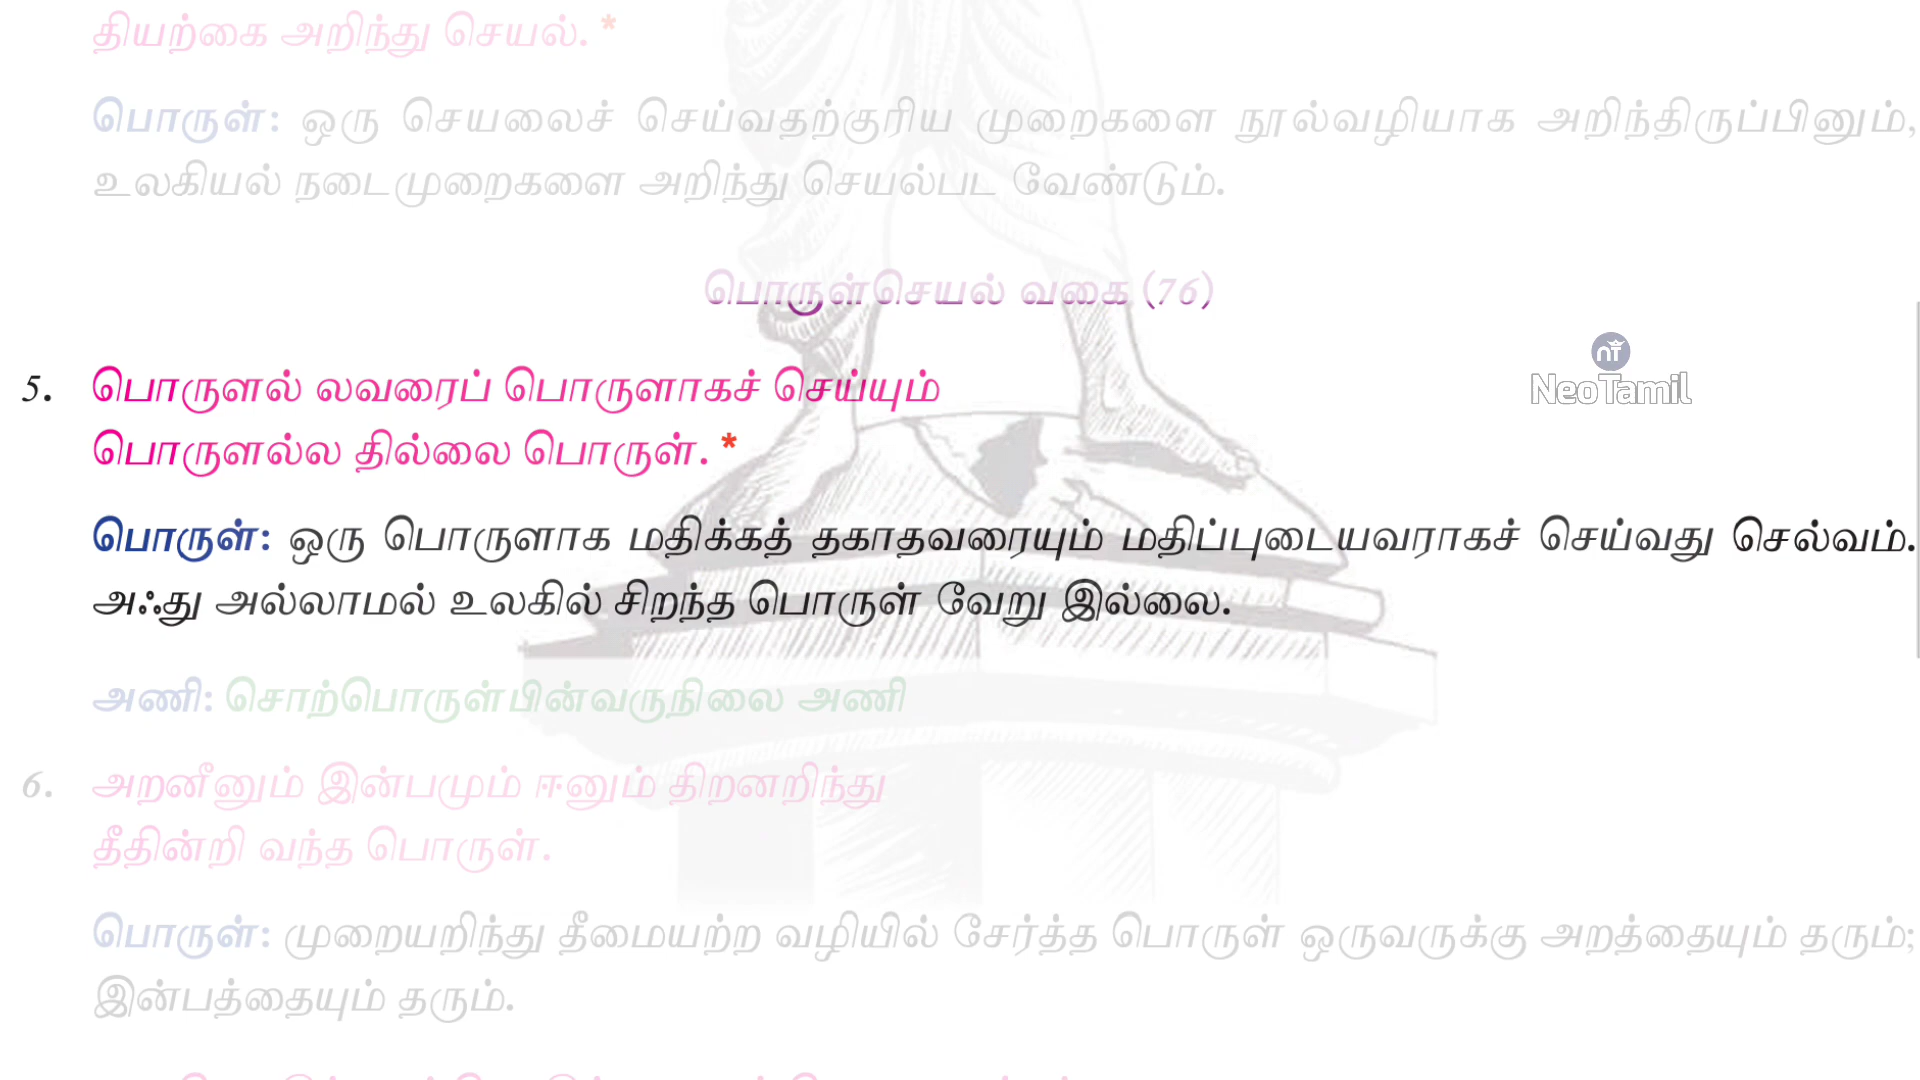 தியற்கை அறிந்து செயல். *
பொருள்: ஒரு செயலைச் செய்வதற்குரிய முறைகளை நூல்வழியாக அறிந்திருப்பினும்,
உலகியல் நடைமுறைகளை அறிந்து செயல்பட வேண்டும்.
பொருள் செயல் வகை (76)
NeoTamil
5. பொருளல் லவரைப் பொருளாகச் செய்யும்
பொருளல்ல தில்லை பொருள். *
பொருள்: ஒரு பொருளாக மதிக்கத் தகாதவரையும் மதிப்புடையவராகச் செய்வது செல்வம்.
அஃது அல்லாமல் உலகில் சிறந்த பொருள் வேறு இல்லை.
அணி: சொற்பொருள் பின்வருநிலை அணி
6. அறனீனும் இன்பமும் ஈனும் திறனறிந்து
தீதின்றி வந்த பொருள்.
பொருள்: முறையறிந்து தீமையற்ற வழியில் சேர்த்த பொருள் ஒருவருக்கு அறத்தையும் தரும்;
இன்பத்தையும் தரும்.